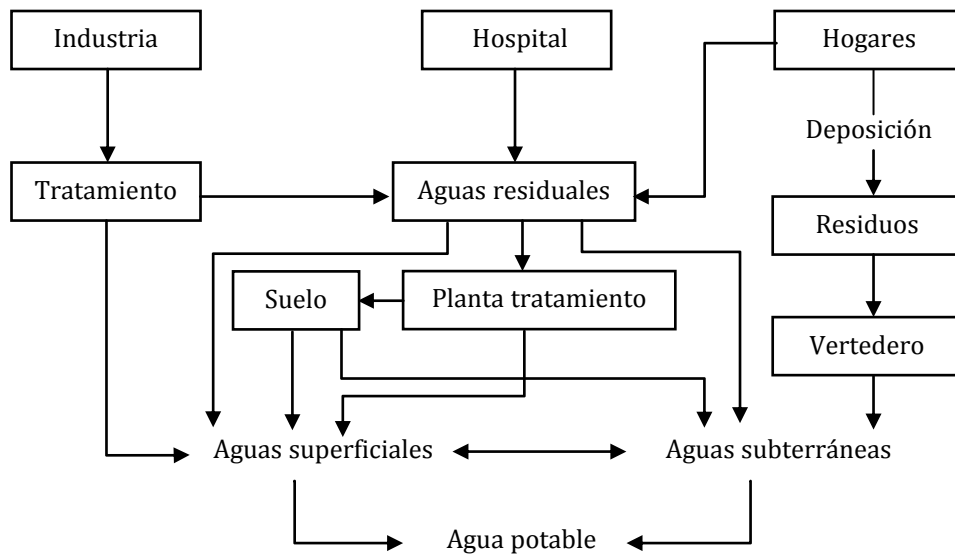 Industria
Hospital
Hogares
Deposición
Tratamiento
Aguas residuales
Residuos
Suelo
Planta tratamiento
Vertedero
Aguas superficiales
Aguas subterráneas
Agua potable